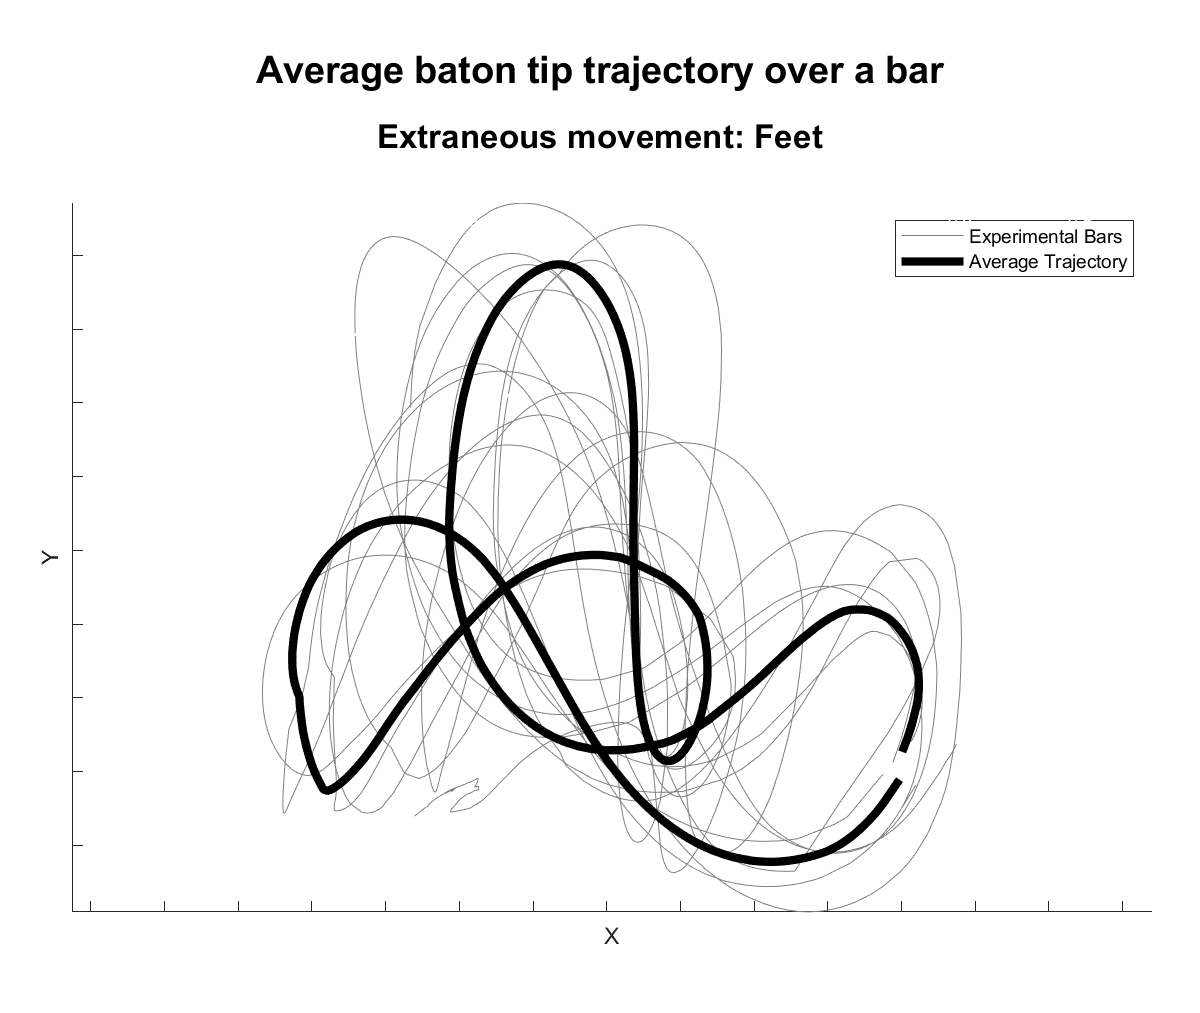 Average baton tip trajectory over a bar
Extraneous movement: Feet
Experimental Bars
Average Trajectory
Y
X